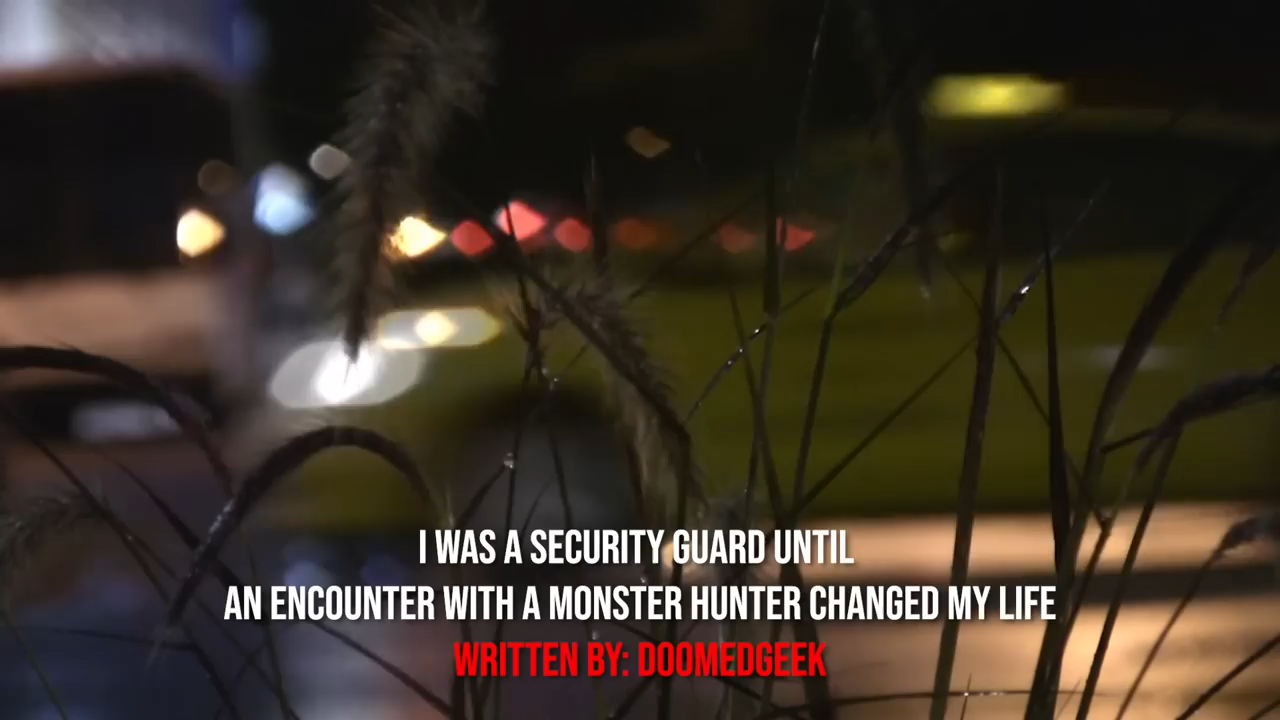 I WAS A SECURITY GUARD UNTIL
AN ENCOUNTER WITH A MONSTER HUNTER CHANGED MY LIFE
WRITTEN BY: DOOMEDGEEK